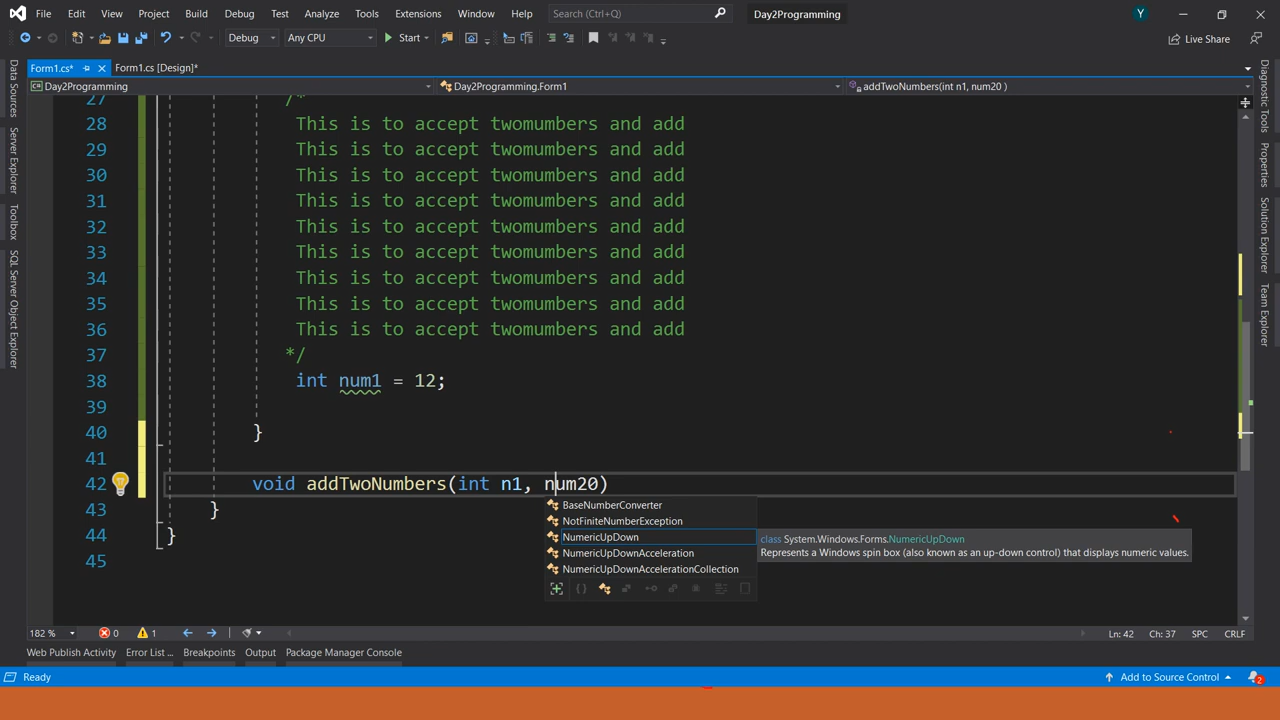 File Edit View Git Project Build Debug Test Analyze Tools Extensions Window Help Search (Ctrl+Q) Day2Programming Y
Debug Any CPU Start Live Share
Form1.cs* Form1.cs [Design]*
Day2Programming Day2Programming.Form1 addTwoNumbers(int n1, num20 )
Data Sources
Server Explorer
Toolbox
SQL Server Object Explorer
27 /*
28 This is to accept twomumbers and add
29 This is to accept twomumbers and add
30 This is to accept twomumbers and add
31 This is to accept twomumbers and add
32 This is to accept twomumbers and add
33 This is to accept twomumbers and add
34 This is to accept twomumbers and add
35 This is to accept twomumbers and add
36 This is to accept twomumbers and add
37 */
38 int num1 = 12;
39
40 }
41
42 void addTwoNumbers(int n1, num20)
43 }
44 }
45
BaseNumberConverter
NotFiniteNumberException
NumericUpDown
NumericUpDownAcceleration
NumericUpDownAccelerationCollection
class System.Windows.Forms.NumericUpDown
Represents a Windows spin box (also known as an up-down control) that displays numeric values.
Diagnostic Tools
Properties
Solution Explorer
Team Explorer
182 % 0 1 Ln: 42 Ch: 37 SPC CRLF
Web Publish Activity Error List ... Breakpoints Output Package Manager Console
Ready Add to Source Control 2